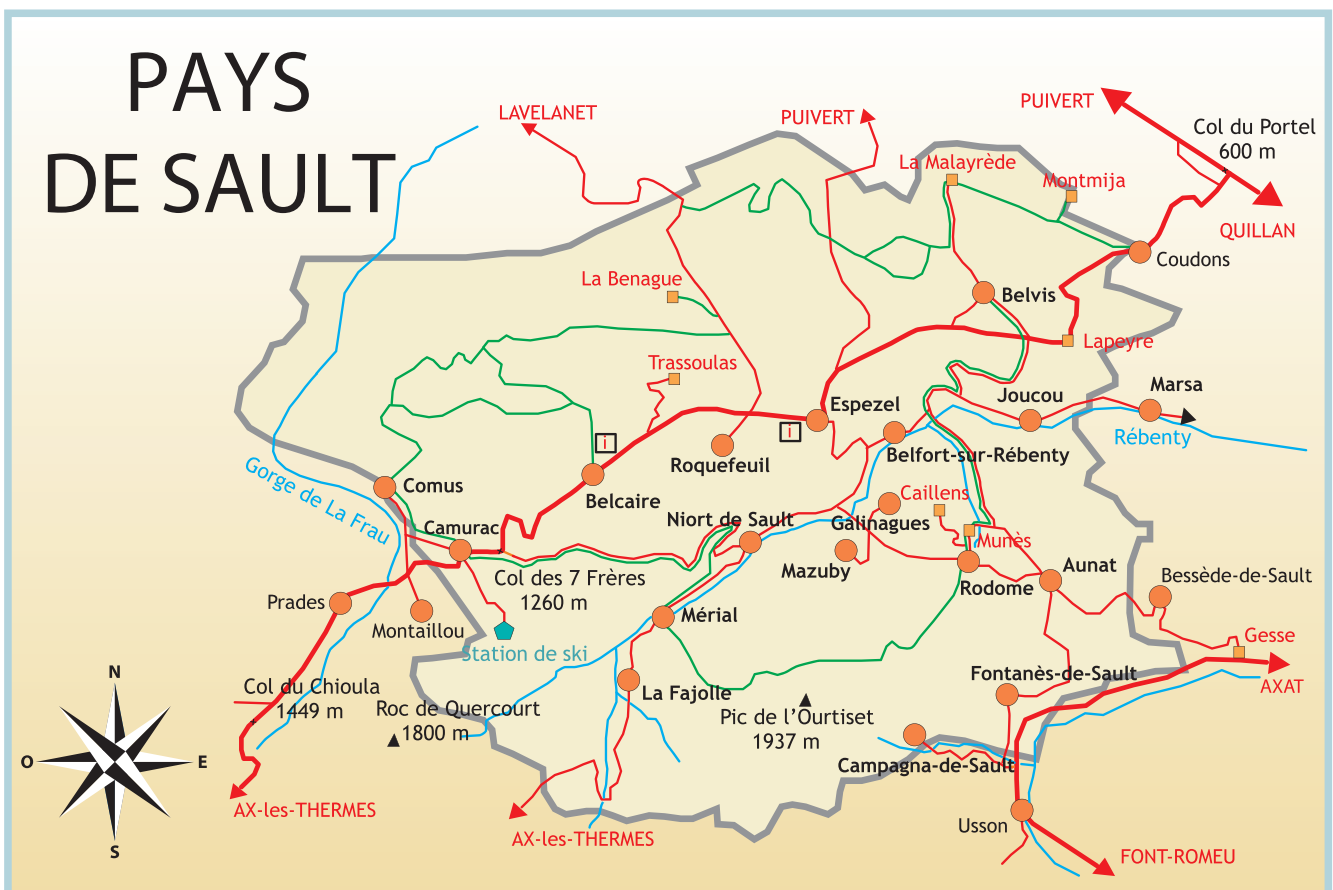 PAYS
DE SAULT
LAVELANET
PUIVERT
PUIVERT
Col du Portel
600 m
QUILLAN
La Malayrède
Montmija
Coudons
La Benague
Belvis
Lapeyre
Trassoulas
Espezel
Joucou
Marsa
Rébenty
i
i
Roquefeuil
Belfort-sur-Rébenty
Gorge de La Frau
Comus
Belcaire
Caillens
Camurac
Niort de Sault
Galinagues
Munès
Col des 7 Frères
1260 m
Mazuby
Rodome
Aunat
Bessède-de-Sault
Prades
Montaillou
Mérial
Gesse
Station de ski
AXAT
Col du Chioula
1449 m
Roc de Quercourt
1800 m
La Fajolle
Fontanès-de-Sault
Pic de l'Ourtiset
1937 m
Campagna-de-Sault
N
O
E
S
AX-les-THERMES
AX-les-THERMES
Usson
FONT-ROMEU